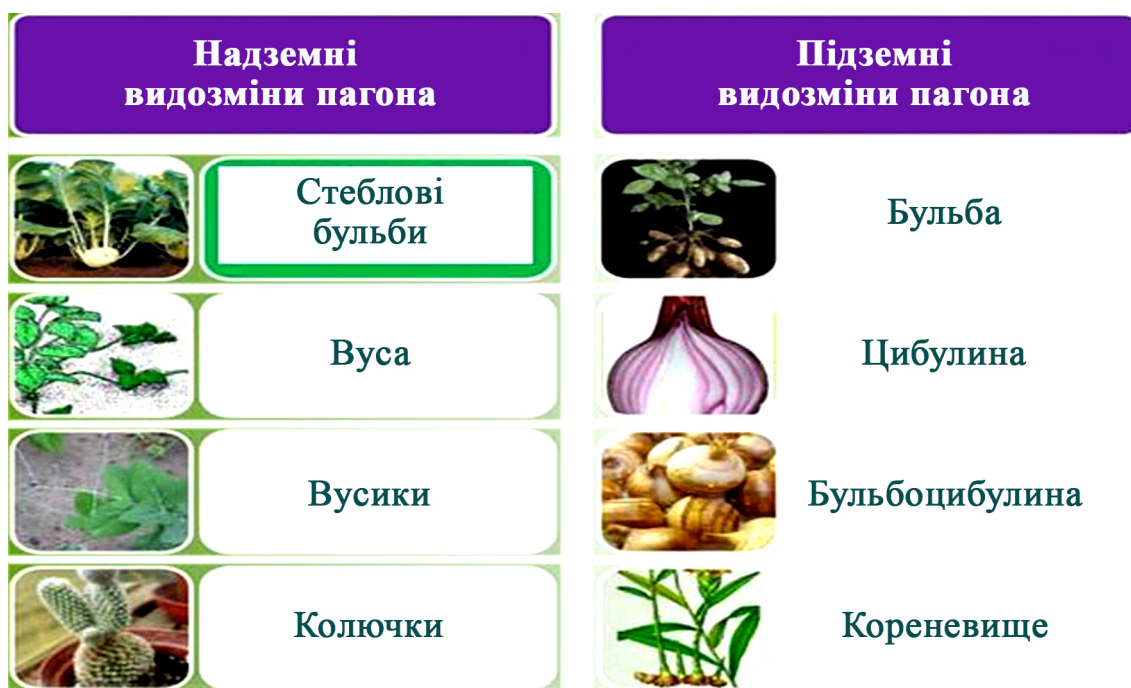 Надземні
видозміни пагона
Стеблові
бульби
Вуса
Вусики
Колючки
Підземні
видозміни пагона
Бульба
Цибулина
Бульбоцибулина
Кореневище